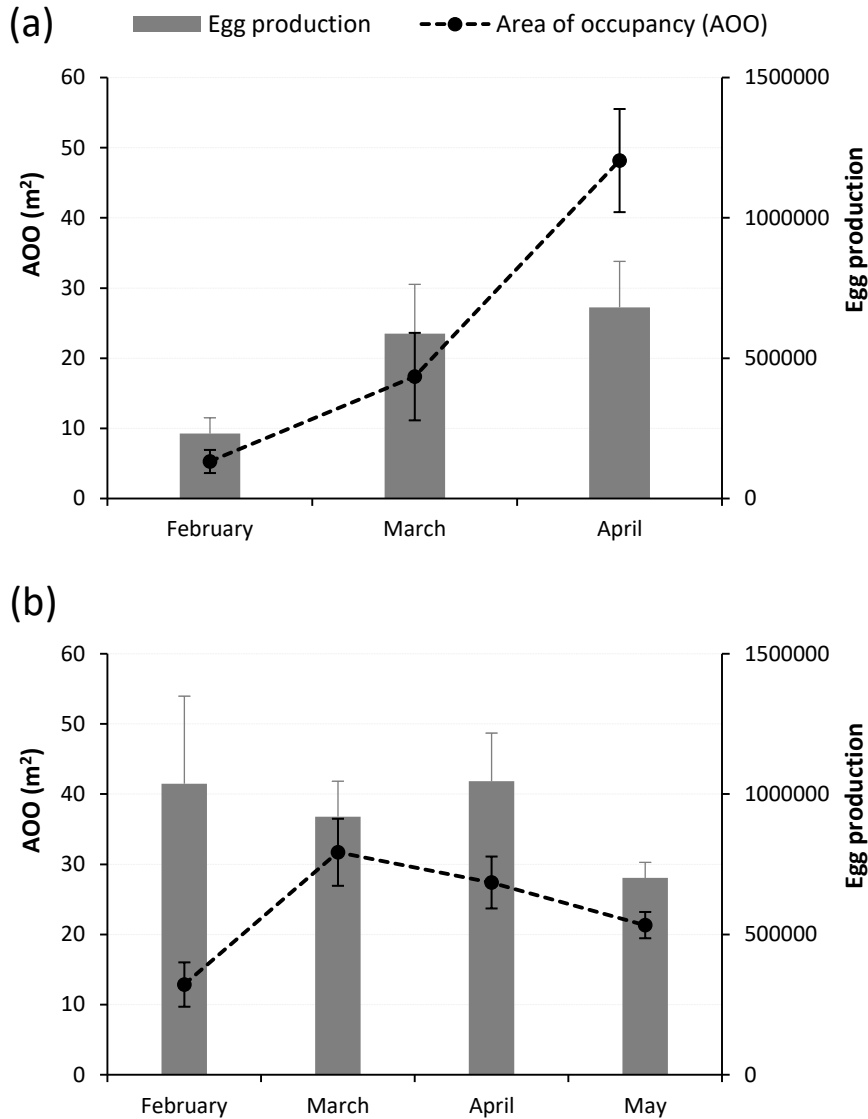 (a)
Egg production
Area of occupancy (AOO)
60
50
40
30
20
10
0
AOO (m²)
1500000
1000000
500000
0
Egg production
February March April
(b)
60
50
40
30
20
10
0
AOO (m²)
1500000
1000000
500000
0
Egg production
February March April May